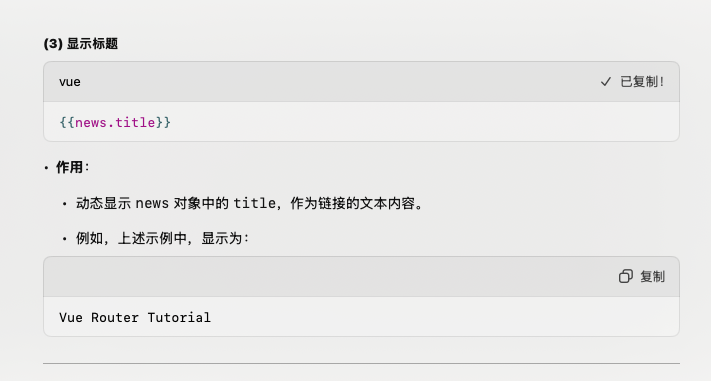 (3) 显示标题
vue
已复制!
{{news.title}}
• 作用：
• 动态显示 news 对象中的 title，作为链接的文本内容。
• 例如，上述示例中，显示为：
复制
Vue Router Tutorial